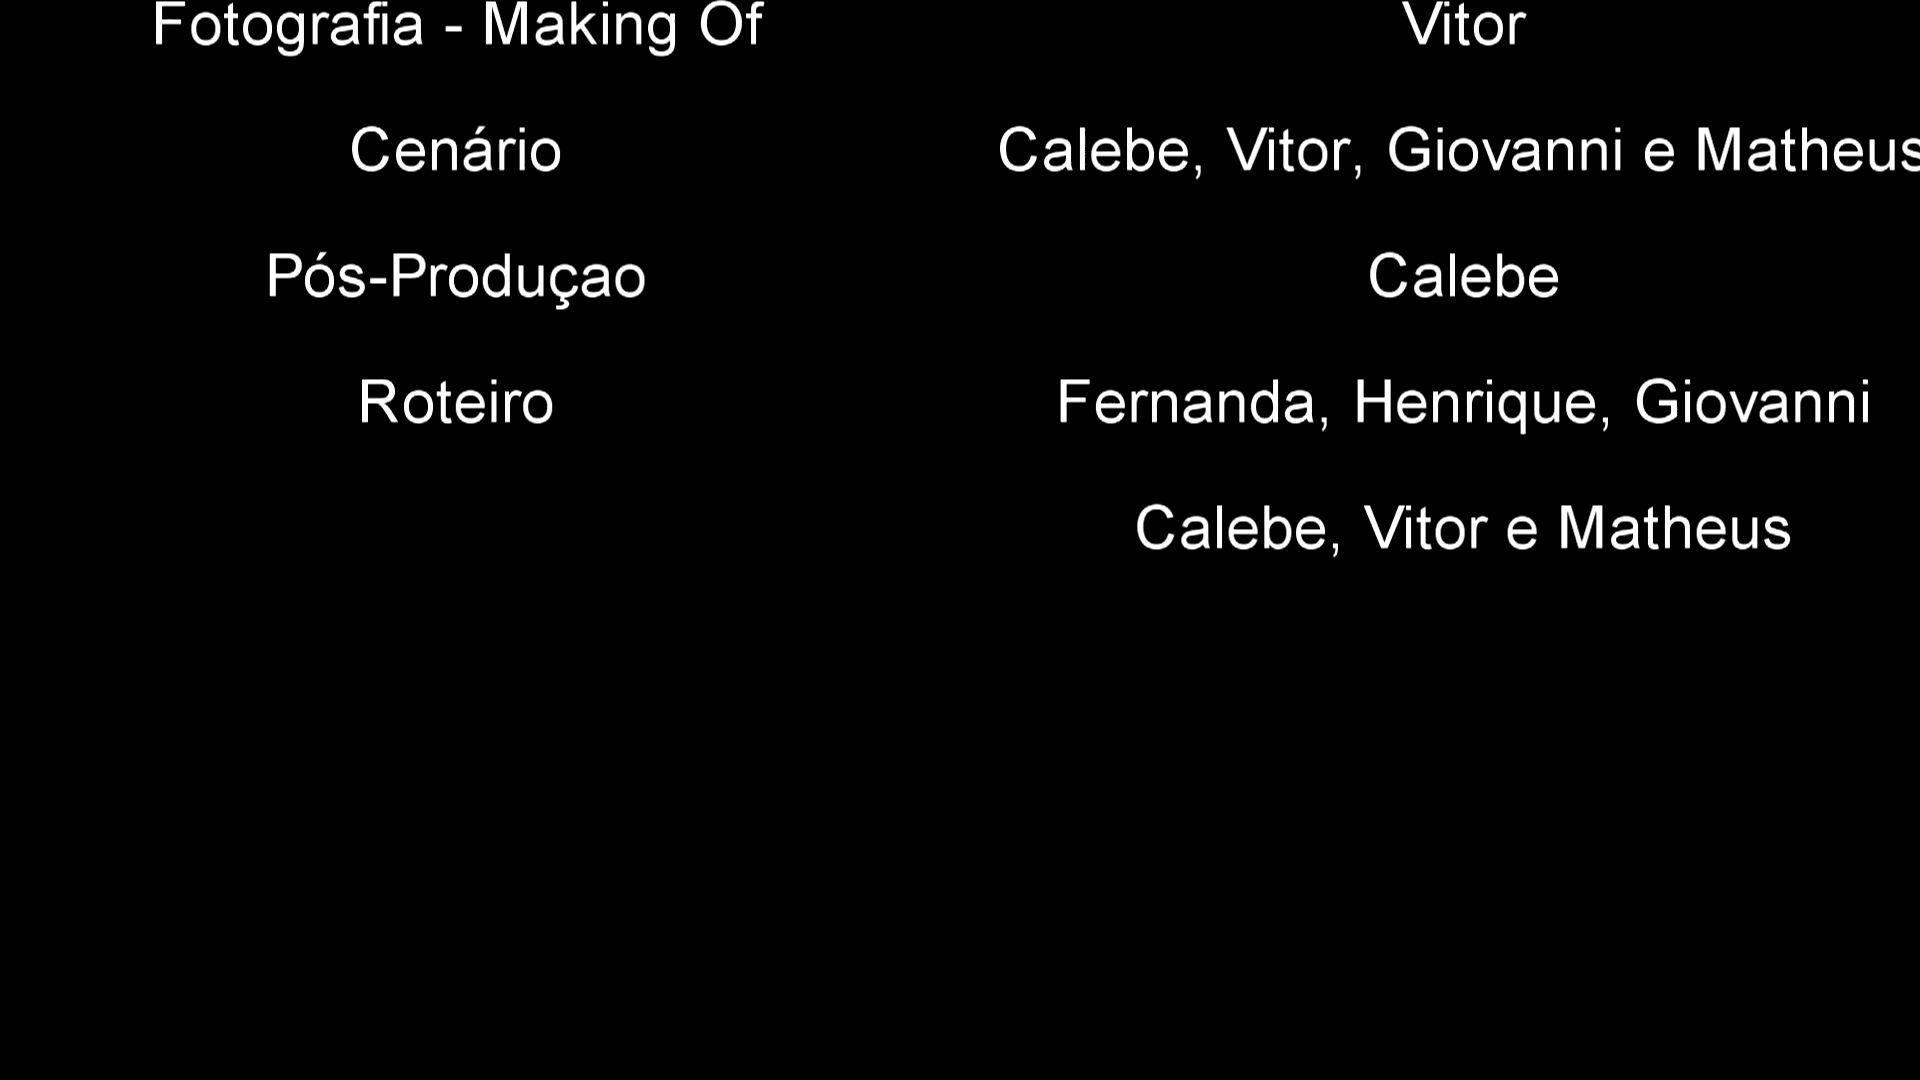 Fotografia - Making Of Vitor
Cenário Calebe, Vitor, Giovanni e Matheus
Pós-Produçao Calebe
Roteiro Fernanda, Henrique, Giovanni
Calebe, Vitor e Matheus